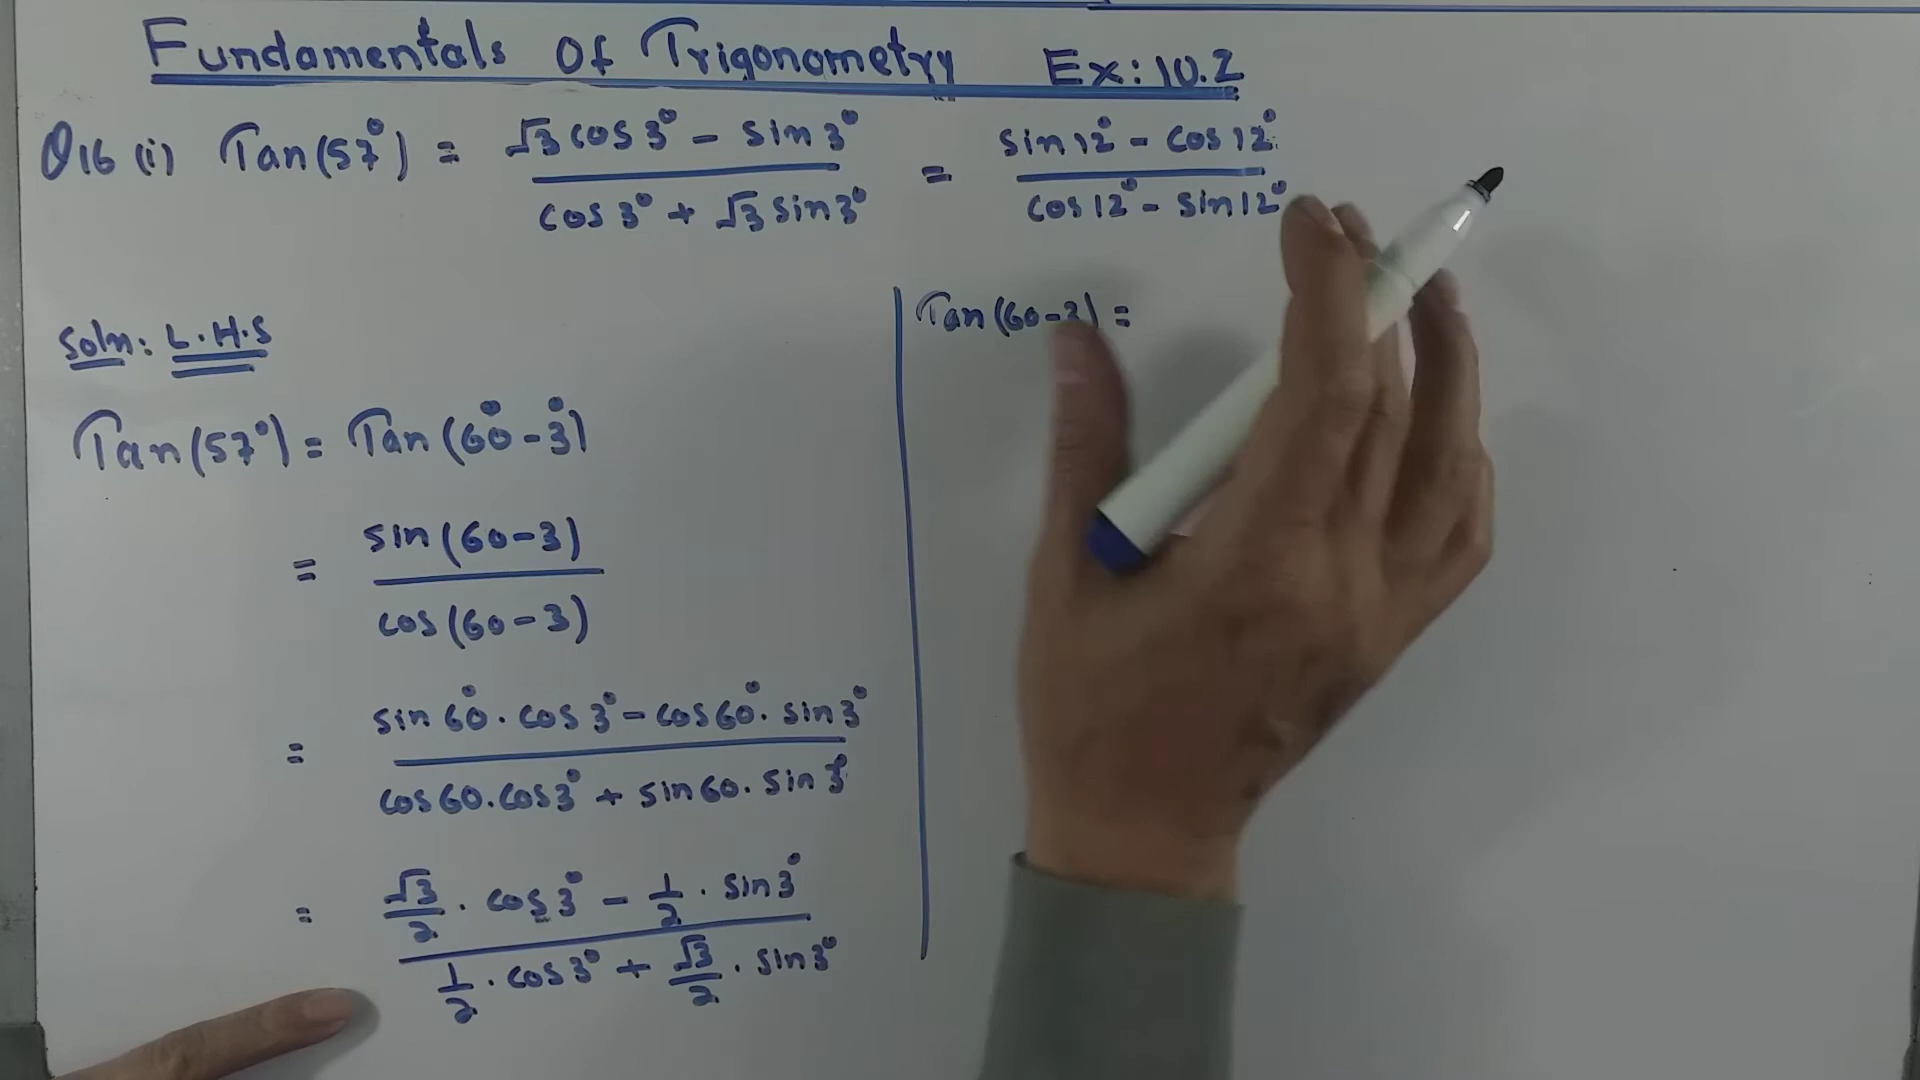 Fundamentals Of Trigonometry Ex: 10.2
Q16 (i) Tan(57°) = √3 cos 3° - sin 3° / cos 3° + √3 sin 3° = sin 12° - cos 12° / cos 12° - sin 12°
Soln: L.H.S
Tan(57°) = Tan(60° - 3°)
= sin(60-3) / cos(60-3)
= sin 60° . cos 3° - cos 60° . sin 3° / cos 60 . cos 3° + sin 60 . sin 3°
= √3/2 . cos 3° - 1/2 . sin 3° / 1/2 . cos 3° + √3/2 . sin 3°
Tan(60-3) =